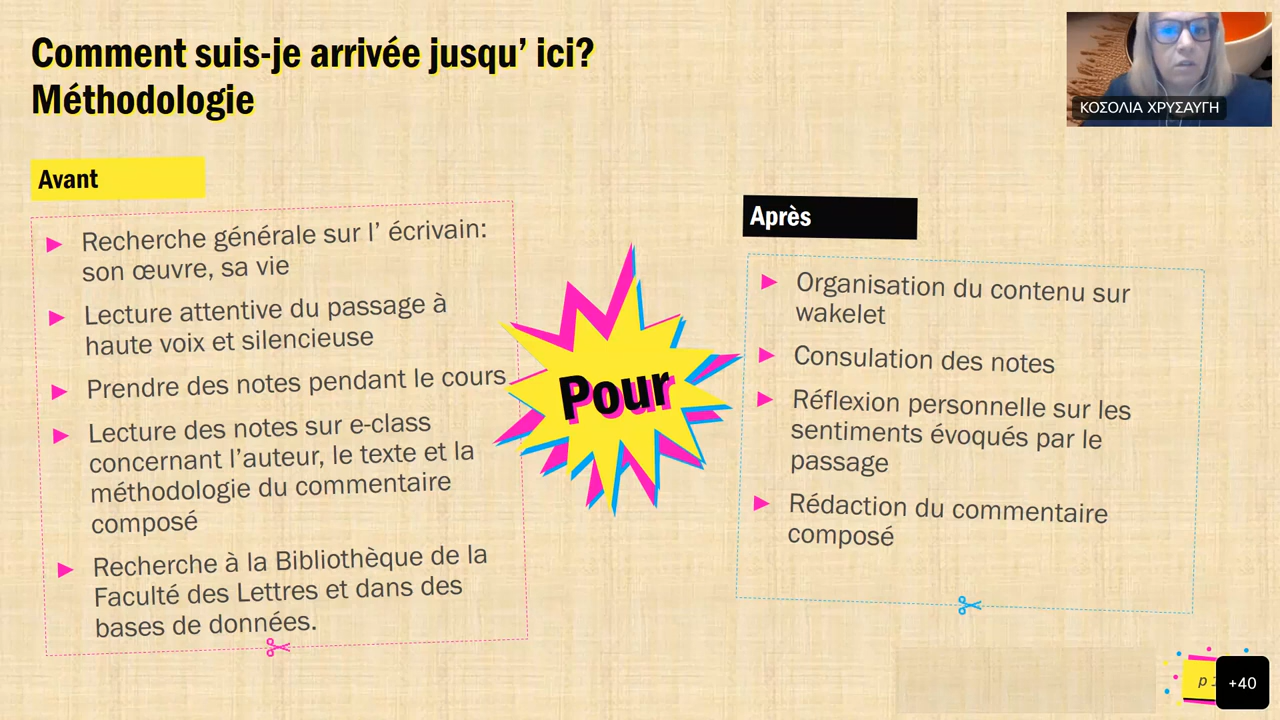 Comment suis-je arrivée jusqu’ ici?
Méthodologie
ΚΟΣΟΛΙΑ ΧΡΥΣΑΥΓΗ
Avant
Recherche générale sur l’ écrivain:
son œuvre, sa vie
Lecture attentive du passage à
haute voix et silencieuse
Prendre des notes pendant le cours
Lecture des notes sur e-class
concernant l’auteur, le texte et la
méthodologie du commentaire
composé
Recherche à la Bibliothèque de la
Faculté des Lettres et dans des
bases de données.
Pour
Après
Organisation du contenu sur
wakelet
Consulation des notes
Réflexion personnelle sur les
sentiments évoqués par le
passage
Rédaction du commentaire
composé
p
+40